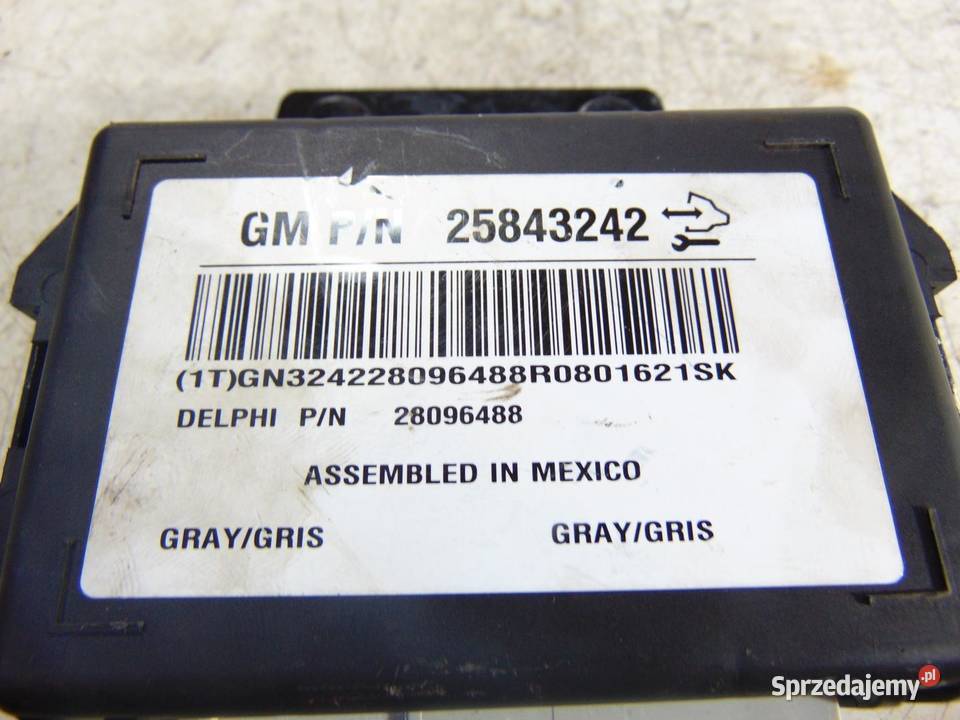 GM P/N 25843242
(1T)GN324228096488R0801621SK
DELPHI P/N 28096488
ASSEMBLED IN MEXICO
GRAY/GRIS GRAY/GRIS
Sprzedajemy.pl